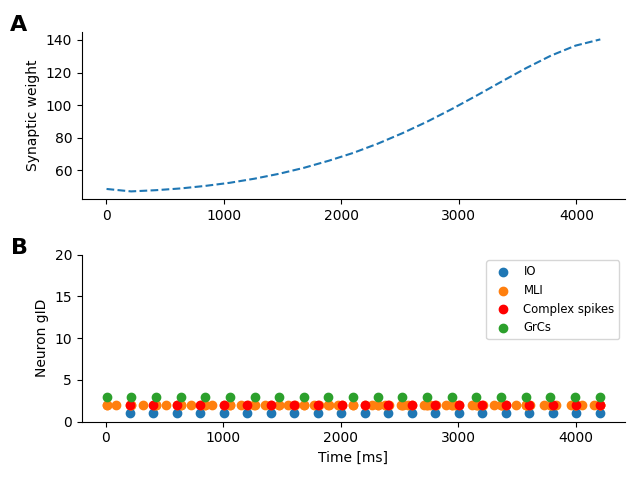 A
140
120
100
80
60
Synaptic weight
0 1000 2000 3000 4000
B
20
15
10
5
0
Neuron gID
IO
MLI
Complex spikes
GrCs
0 1000 2000 3000 4000
Time [ms]